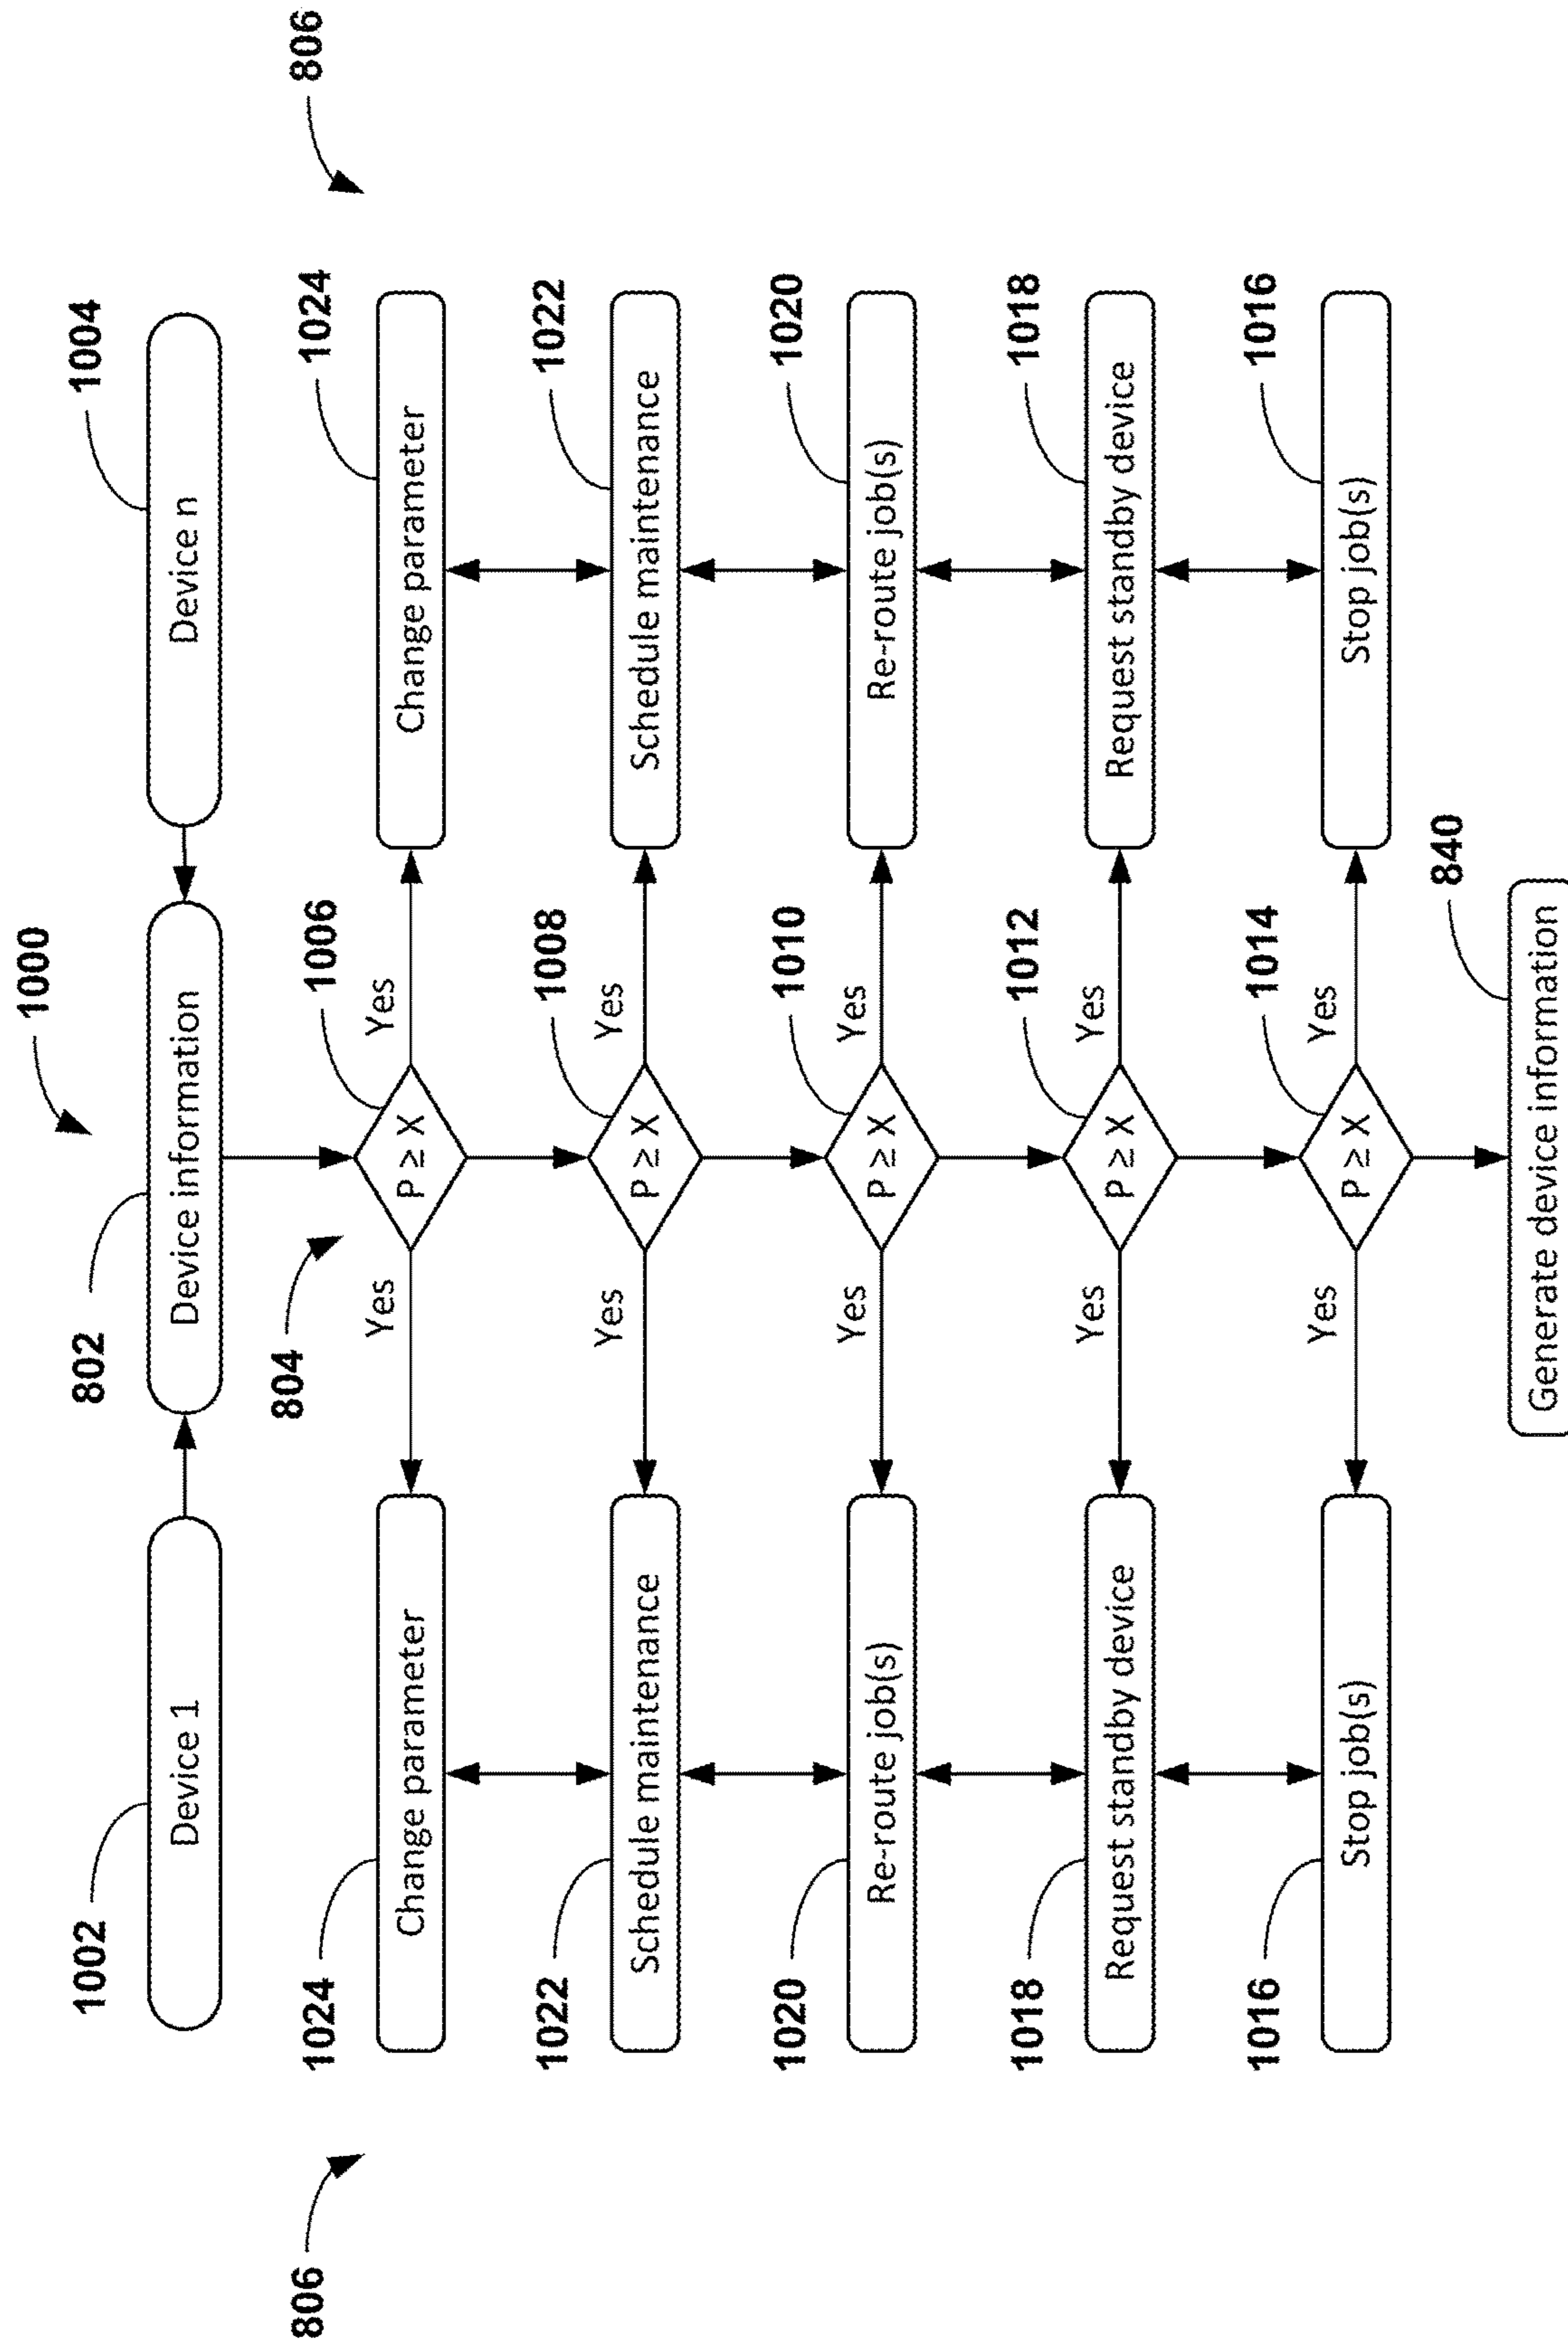 1000
1002
802
1004
Device 1
Device information
Device n
806
804
806
1024
Yes
1006
Yes
1024
Change parameter
P ≥ X
Change parameter
1022
Yes
1008
Yes
1022
Schedule maintenance
P ≥ X
Schedule maintenance
1020
Yes
1010
Yes
1020
Re-route job(s)
P ≥ X
Re-route job(s)
1018
Yes
1012
Yes
1018
Request standby device
P ≥ X
Request standby device
1016
Yes
1014
Yes
1016
Stop job(s)
P ≥ X
Stop job(s)
840
Generate device information